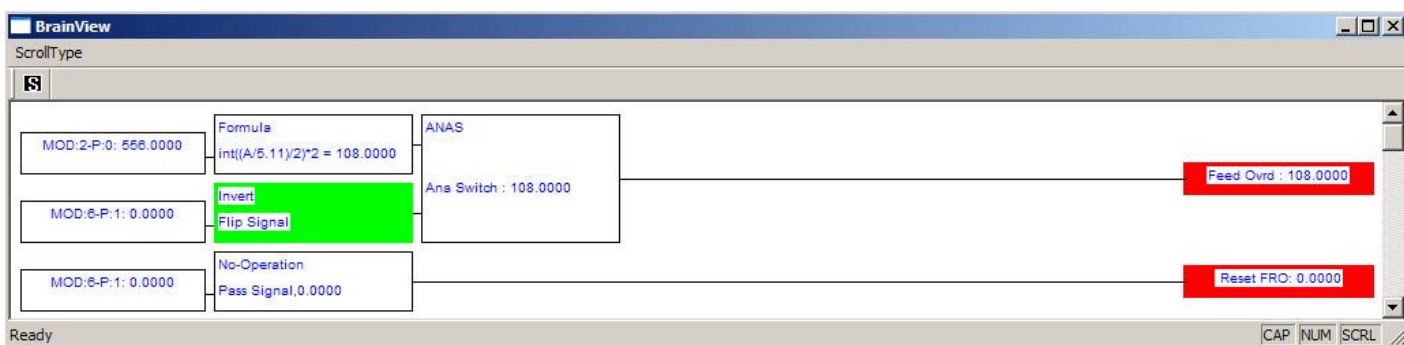 BrainView
ScrollType
S
MOD:2-P:0: 556.0000
Formula
int((A/5.11)/2)*2 = 108.0000
ANAS
Ana Switch : 108.0000
Feed Ovrd : 108.0000
MOD:6-P:1: 0.0000
Invert
Flip Signal
MOD:6-P:1: 0.0000
No-Operation
Pass Signal,0.0000
Reset FRO: 0.0000
Ready
CAP NUM SCRL